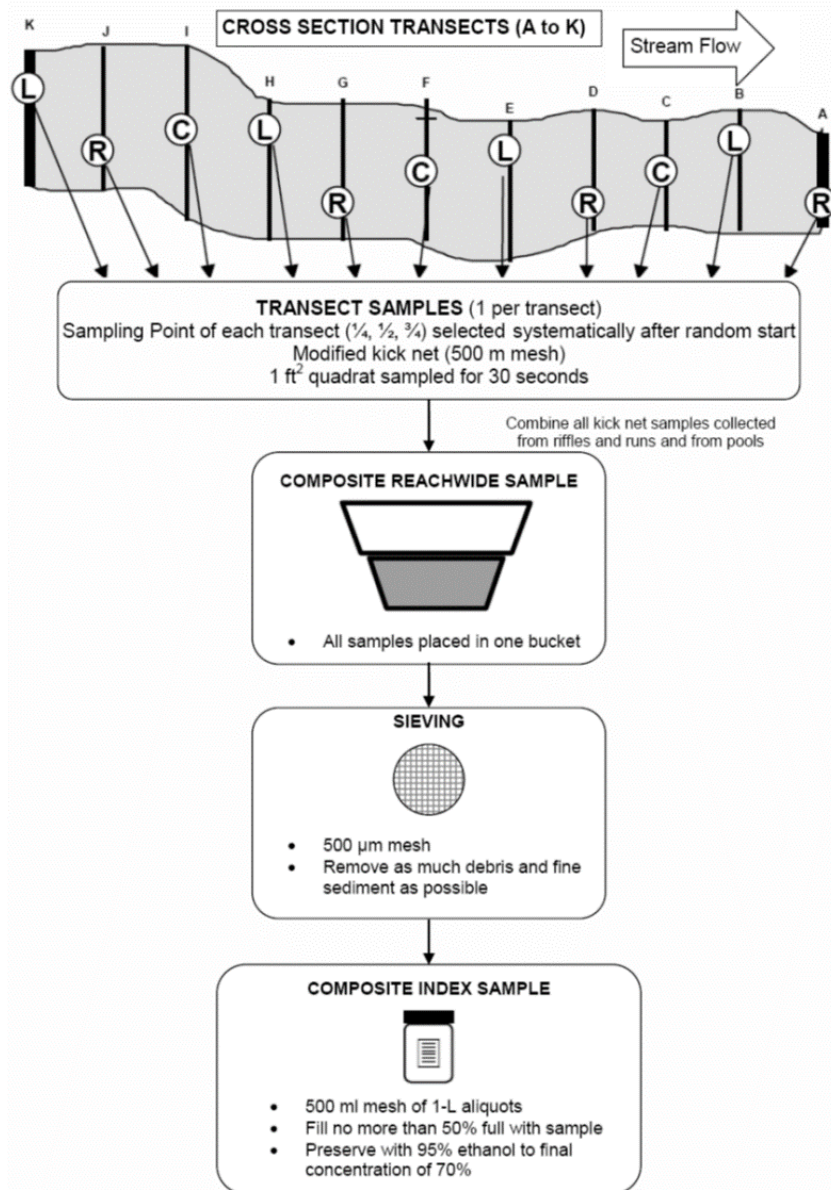 CROSS SECTION TRANSECTS (A to K)
Stream Flow
K
J
I
H
G
F
E
D
C
B
A
L
R
C
L
R
C
L
R
C
L
R
TRANSECT SAMPLES (1 per transect)
Sampling Point of each transect (¼, ½, ¾) selected systematically after random start
Modified kick net (500 m mesh)
1 ft² quadrat sampled for 30 seconds
Combine all kick net samples collected
from riffles and runs and from pools
COMPOSITE REACHWIDE SAMPLE
• All samples placed in one bucket
SIEVING
• 500 µm mesh
• Remove as much debris and fine
sediment as possible
COMPOSITE INDEX SAMPLE
• 500 ml mesh of 1-L aliquots
• Fill no more than 50% full with sample
• Preserve with 95% ethanol to final
concentration of 70%